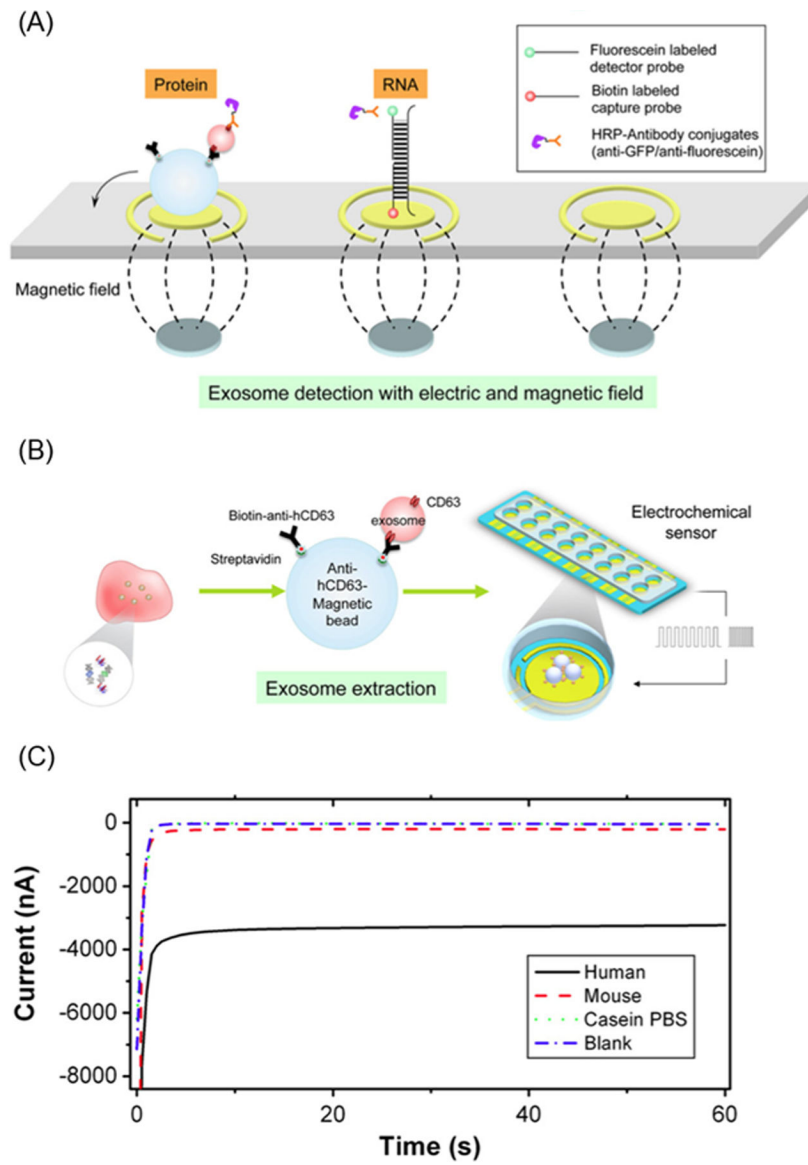 (A)
Protein
RNA
Fluorescein labeled
detector probe
Biotin labeled
capture probe
HRP-Antibody conjugates
(anti-GFP/anti-fluorescein)
Magnetic field
Exosome detection with electric and magnetic field
(B)
Biotin-anti-hCD63
CD63
exosome
Streptavidin
Anti-
hCD63-
Magnetic
bead
Electrochemical
sensor
Exosome extraction
(C)
Current (nA)
0
-2000
-4000
-6000
-8000
Human
Mouse
Casein PBS
Blank
0
20
40
60
Time (s)